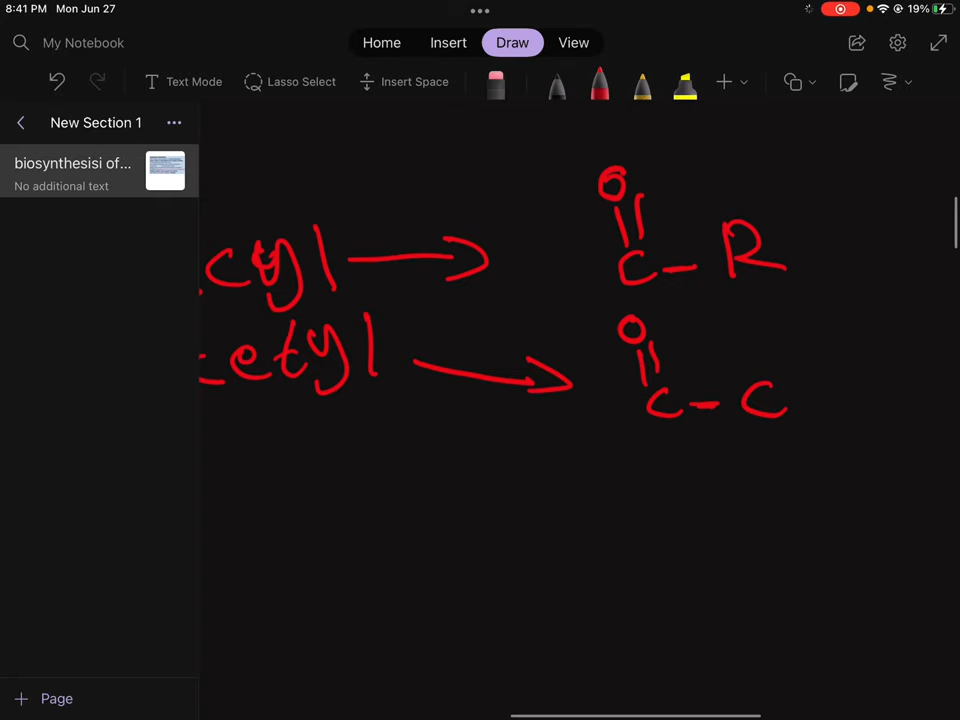 8:41 PM Mon Jun 27
19%
My Notebook
Home Insert Draw View
Text Mode Lasso Select Insert Space
New Section 1
biosynthesisi of...
No additional text
O
cyl → C - R
O
cetyl → C - C
Page